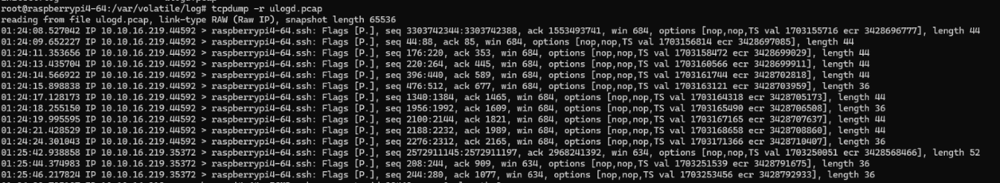 root@raspberrypi4-64:/var/volatile/log# tcpdump -r ulogd.pcap
reading from file ulogd.pcap, link-type RAW (Raw IP), snapshot length 65536
01:24:08.527042 IP 10.10.16.219.44592 > raspberrypi4-64.ssh: Flags [P.], seq 3303742344:3303742388, ack 1553493741, win 684, options [nop,nop,TS val 1703155716 ecr 3428696777], length 44
01:24:09.652227 IP 10.10.16.219.44592 > raspberrypi4-64.ssh: Flags [P.], seq 44:88, ack 85, win 684, options [nop,nop,TS val 1703156814 ecr 3428697085], length 44
01:24:11.353656 IP 10.10.16.219.44592 > raspberrypi4-64.ssh: Flags [P.], seq 176:220, ack 353, win 684, options [nop,nop,TS val 1703158472 ecr 3428699029], length 44
01:24:13.435704 IP 10.10.16.219.44592 > raspberrypi4-64.ssh: Flags [P.], seq 220:264, ack 445, win 684, options [nop,nop,TS val 1703160566 ecr 3428699911], length 44
01:24:14.566922 IP 10.10.16.219.44592 > raspberrypi4-64.ssh: Flags [P.], seq 396:440, ack 589, win 684, options [nop,nop,TS val 1703161744 ecr 3428702818], length 44
01:24:15.898838 IP 10.10.16.219.44592 > raspberrypi4-64.ssh: Flags [P.], seq 476:512, ack 677, win 684, options [nop,nop,TS val 1703163121 ecr 3428703959], length 36
01:24:17.128173 IP 10.10.16.219.44592 > raspberrypi4-64.ssh: Flags [P.], seq 1340:1384, ack 1465, win 684, options [nop,nop,TS val 1703164318 ecr 3428705173], length 44
01:24:18.255150 IP 10.10.16.219.44592 > raspberrypi4-64.ssh: Flags [P.], seq 1956:1992, ack 1609, win 684, options [nop,nop,TS val 1703165490 ecr 3428706508], length 36
01:24:19.995595 IP 10.10.16.219.44592 > raspberrypi4-64.ssh: Flags [P.], seq 2100:2144, ack 1821, win 684, options [nop,nop,TS val 1703167165 ecr 3428707637], length 44
01:24:21.428529 IP 10.10.16.219.44592 > raspberrypi4-64.ssh: Flags [P.], seq 2188:2232, ack 1989, win 684, options [nop,nop,TS val 1703168658 ecr 3428708860], length 44
01:24:24.301043 IP 10.10.16.219.44592 > raspberrypi4-64.ssh: Flags [P.], seq 2276:2312, ack 2165, win 684, options [nop,nop,TS val 1703171366 ecr 3428710407], length 36
01:25:42.938858 IP 10.10.16.219.35372 > raspberrypi4-64.ssh: Flags [P.], seq 2572911145:2572911197, ack 2968241392, win 634, options [nop,nop,TS val 1703250051 ecr 3428568466], length 52
01:25:44.374983 IP 10.10.16.219.35372 > raspberrypi4-64.ssh: Flags [P.], seq 208:244, ack 909, win 634, options [nop,nop,TS val 1703251539 ecr 3428791675], length 36
01:25:46.217824 IP 10.10.16.219.35372 > raspberrypi4-64.ssh: Flags [P.], seq 244:280, ack 1077, win 634, options [nop,nop,TS val 1703253456 ecr 3428792933], length 36